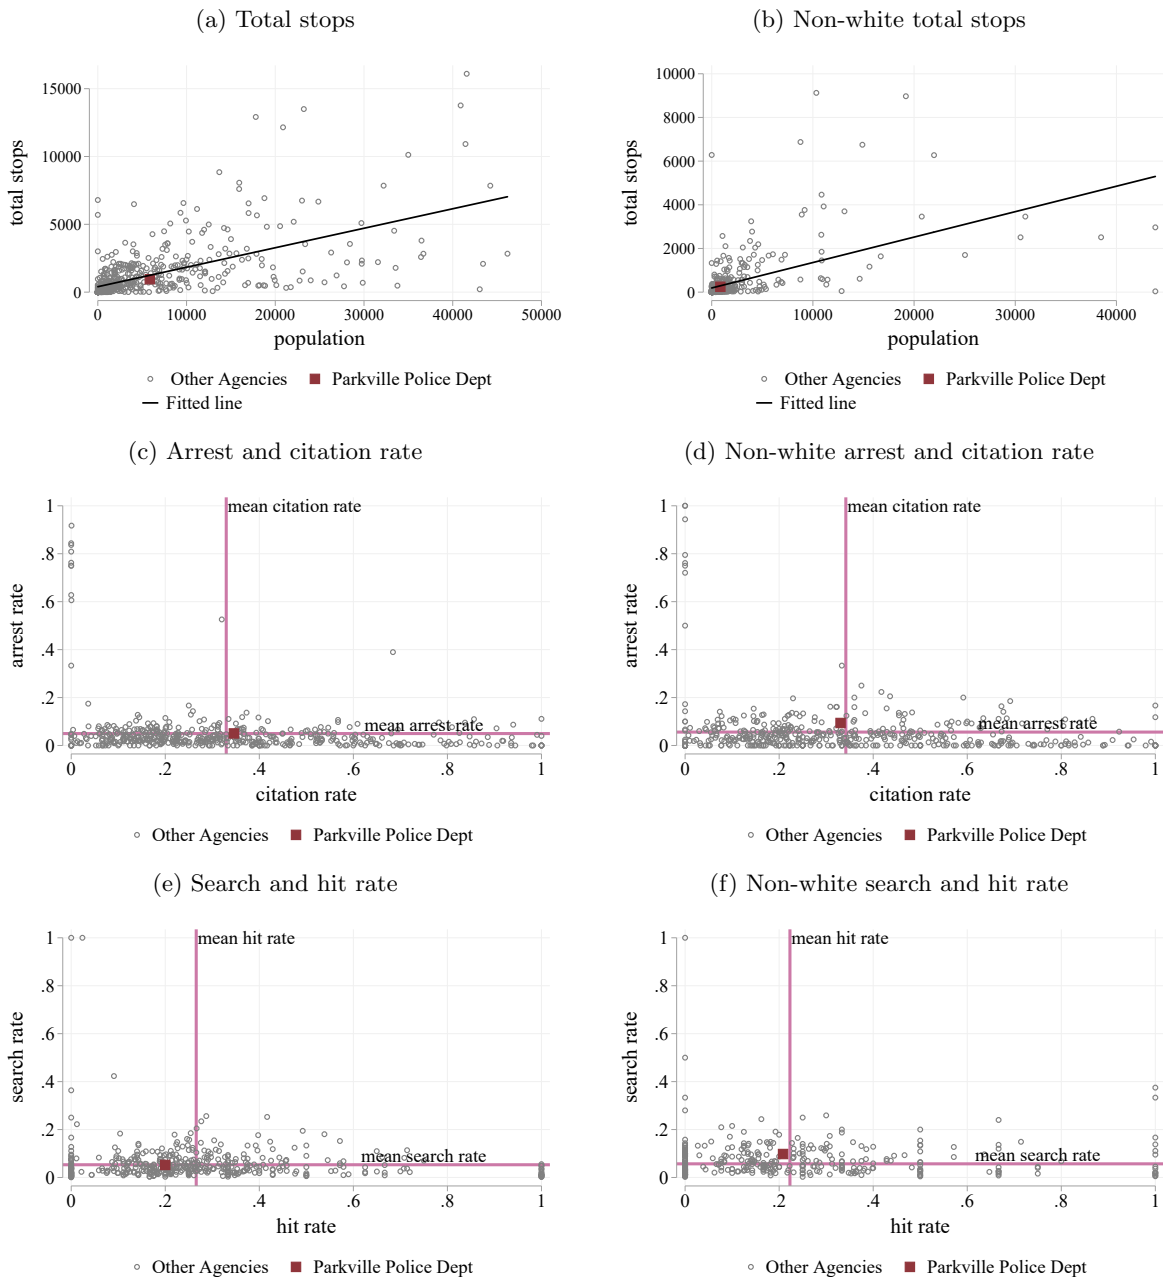 (a) Total stops
(b) Non-white total stops
total stops
15000
10000
5000
0
0 10000 20000 30000 40000 50000
population
Other Agencies Parkville Police Dept
Fitted line
total stops
10000
8000
6000
4000
2000
0
0 10000 20000 30000 40000
population
Other Agencies Parkville Police Dept
Fitted line
(c) Arrest and citation rate
(d) Non-white arrest and citation rate
arrest rate
1
.8
.6
.4
.2
0
mean citation rate
mean arrest rate
0 .2 .4 .6 .8 1
citation rate
Other Agencies Parkville Police Dept
arrest rate
1
.8
.6
.4
.2
0
mean citation rate
mean arrest rate
0 .2 .4 .6 .8 1
citation rate
Other Agencies Parkville Police Dept
(e) Search and hit rate
(f) Non-white search and hit rate
search rate
1
.8
.6
.4
.2
0
mean hit rate
mean search rate
0 .2 .4 .6 .8 1
hit rate
Other Agencies Parkville Police Dept
search rate
1
.8
.6
.4
.2
0
mean hit rate
mean search rate
0 .2 .4 .6 .8 1
hit rate
Other Agencies Parkville Police Dept